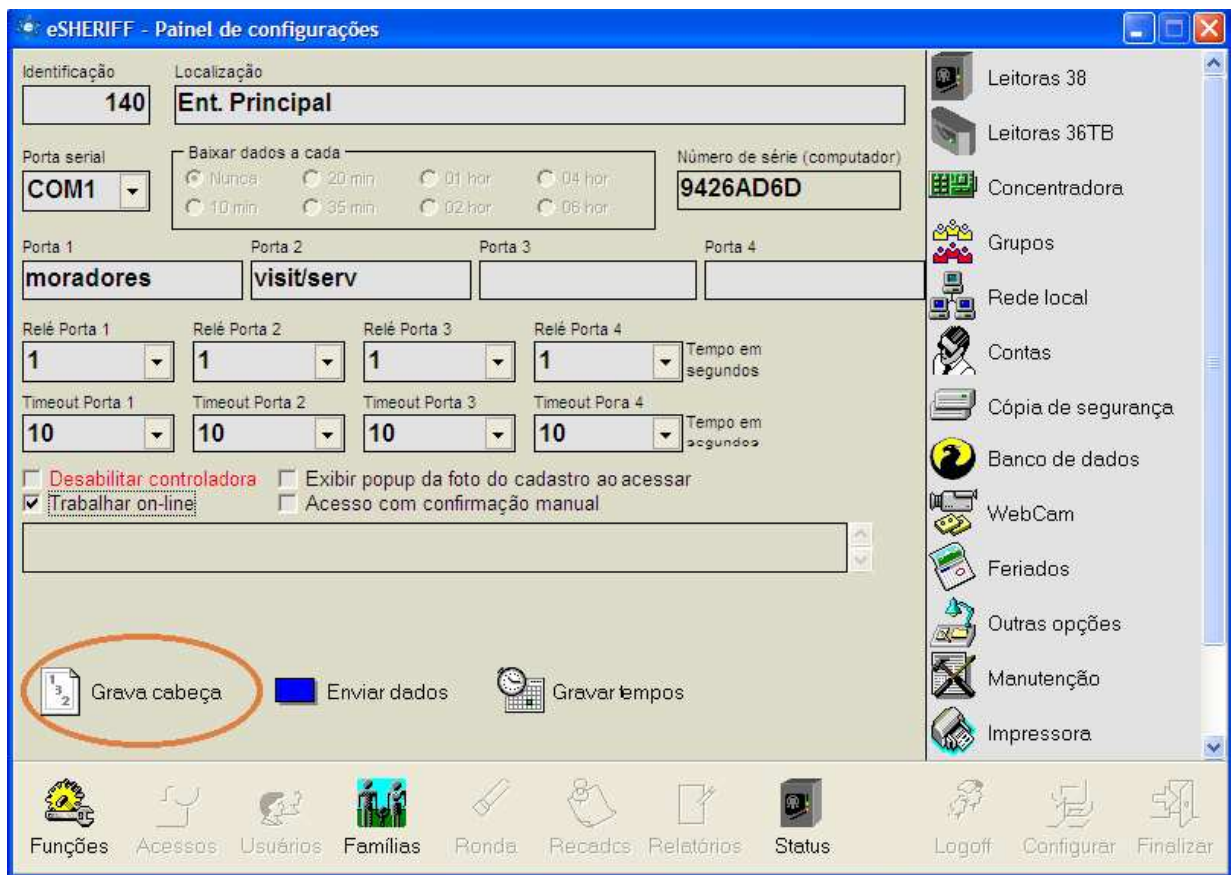 eSHERIFF - Painel de configurações
Identificação
Localização
140
Ent. Principal
Porta serial
Baixar dados a cada
Número de série (computador)
COM1
Nunca
20 min
01 hor
04 hor
10 min
35 min
02 hor
06 hor
9426AD6D
Porta 1
Porta 2
Porta 3
Porta 4
moradores
visit/serv
Relé Porta 1
Relé Porta 2
Relé Porta 3
Relé Porta 4
1
1
1
1
Tempo em
segundos
Timeout Porta 1
Timeout Porta 2
Timeout Porta 3
Timeout Pora 4
10
10
10
10
Tempo em
segundos
Desabilitar controladora
Exibir popup da foto do cadastro ao acessar
Trabalhar on-line
Acesso com confirmação manual
132
Grava cabeça
Enviar dados
Gravar tempos
Leitoras 38
Leitoras 36TB
Concentradora
Grupos
Rede local
Contas
Cópia de segurança
Banco de dados
WebCam
Feriados
Outras opções
Manutenção
Impressora
Funções
Acessos
Usuários
Famílias
Ronda
Recados
Relatórios
Status
Logoff
Configurar
Finalizar